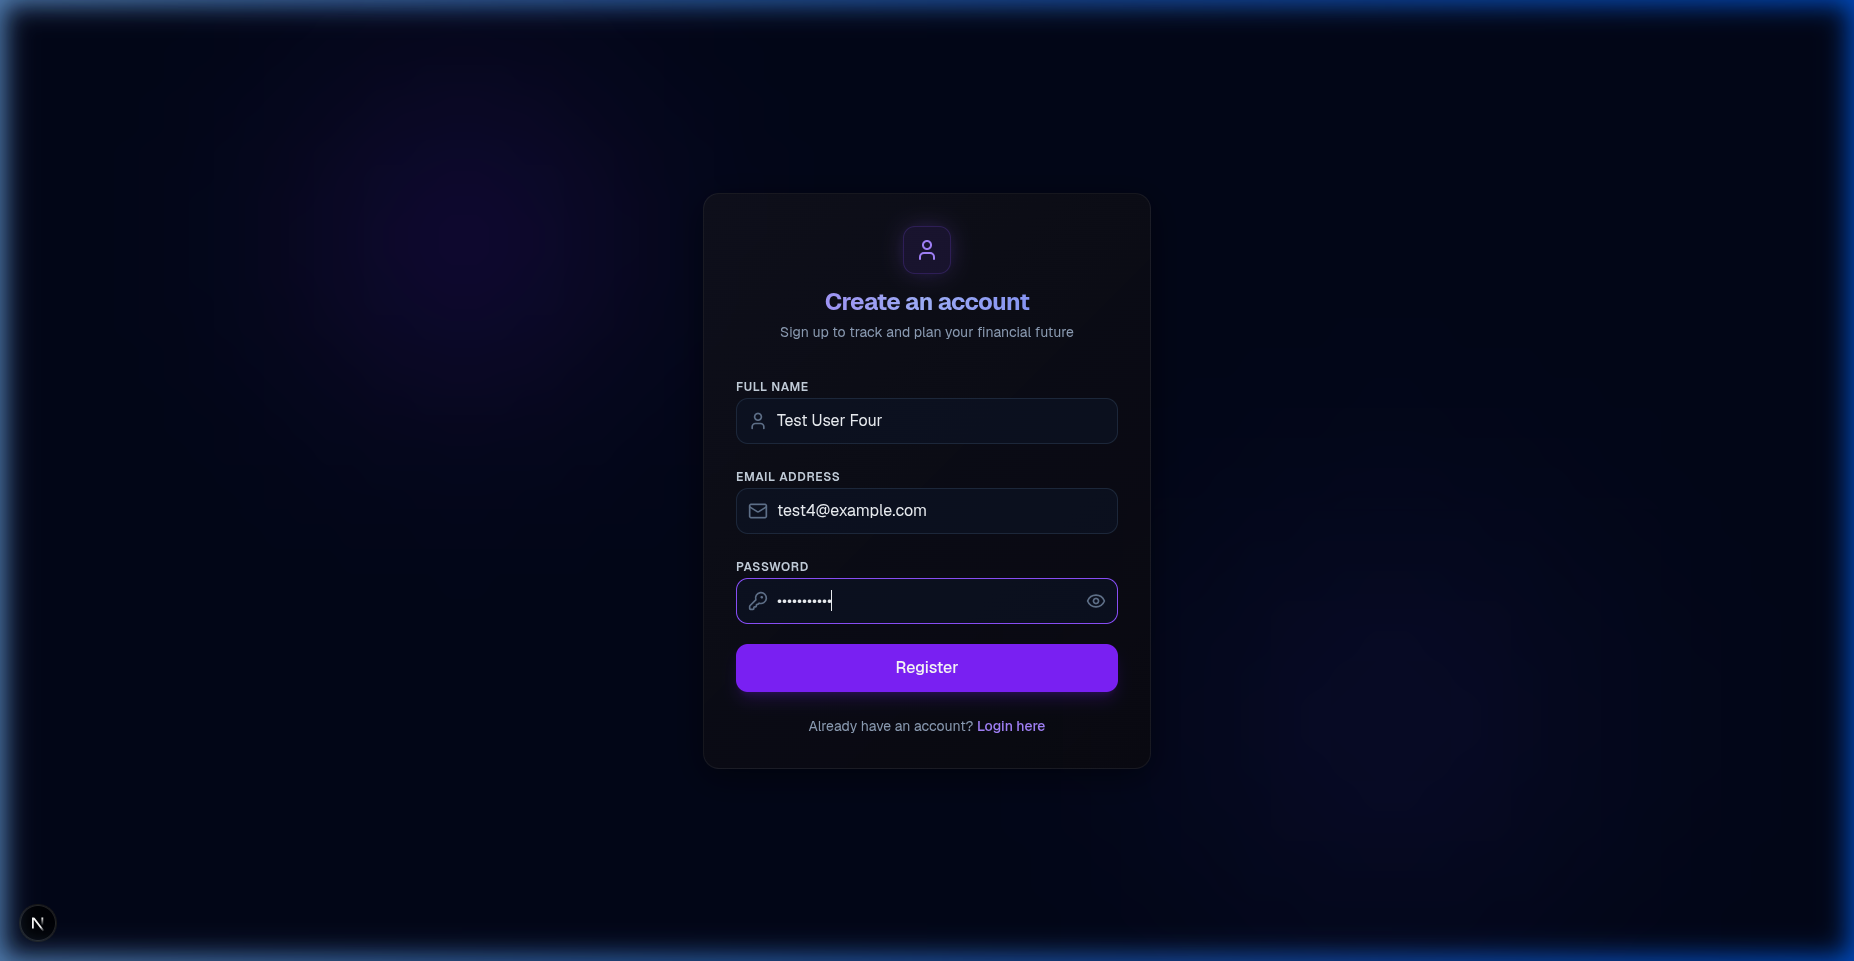 Create an account
Sign up to track and plan your financial future
FULL NAME
Test User Four
EMAIL ADDRESS
test4@example.com
PASSWORD
•••••••••••
Register
Already have an account? Login here
N